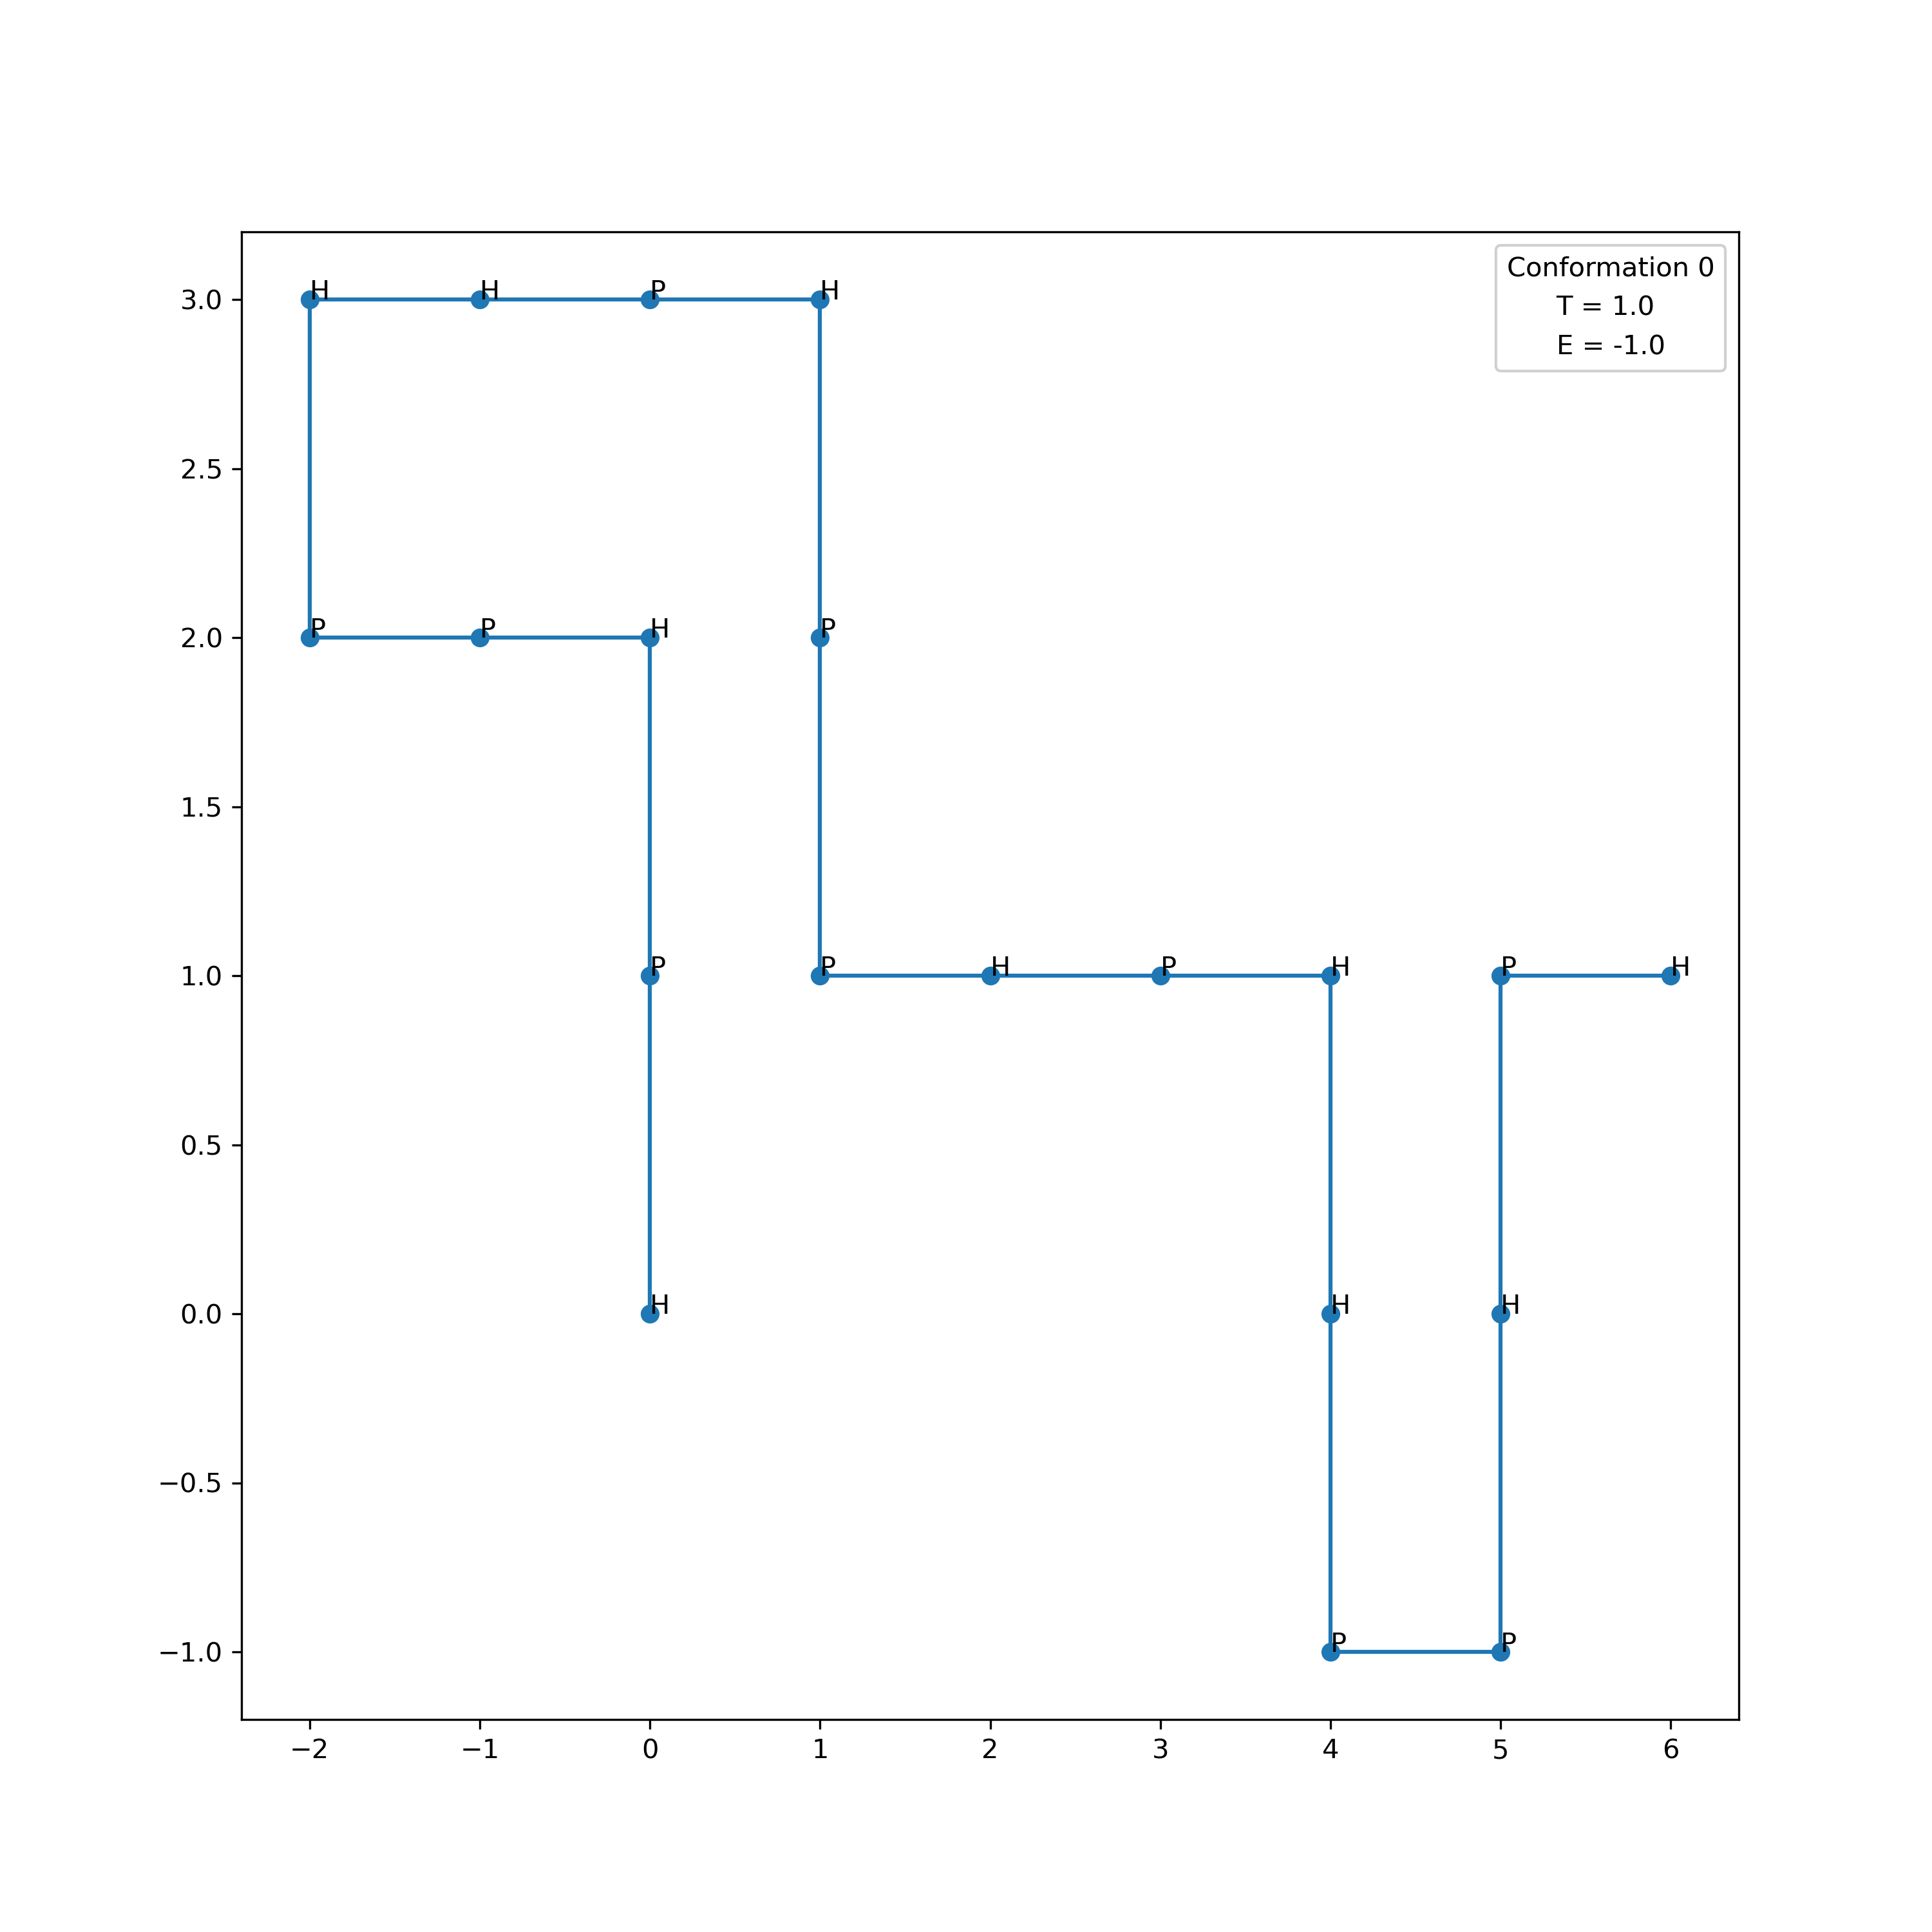 Conformation 0
T = 1.0
E = -1.0
3.0
H H P H
2.5
2.0
P P H P
1.5
1.0
P P H P H P H
0.5
0.0
H H H
−0.5
−1.0
P P
−2 −1 0 1 2 3 4 5 6